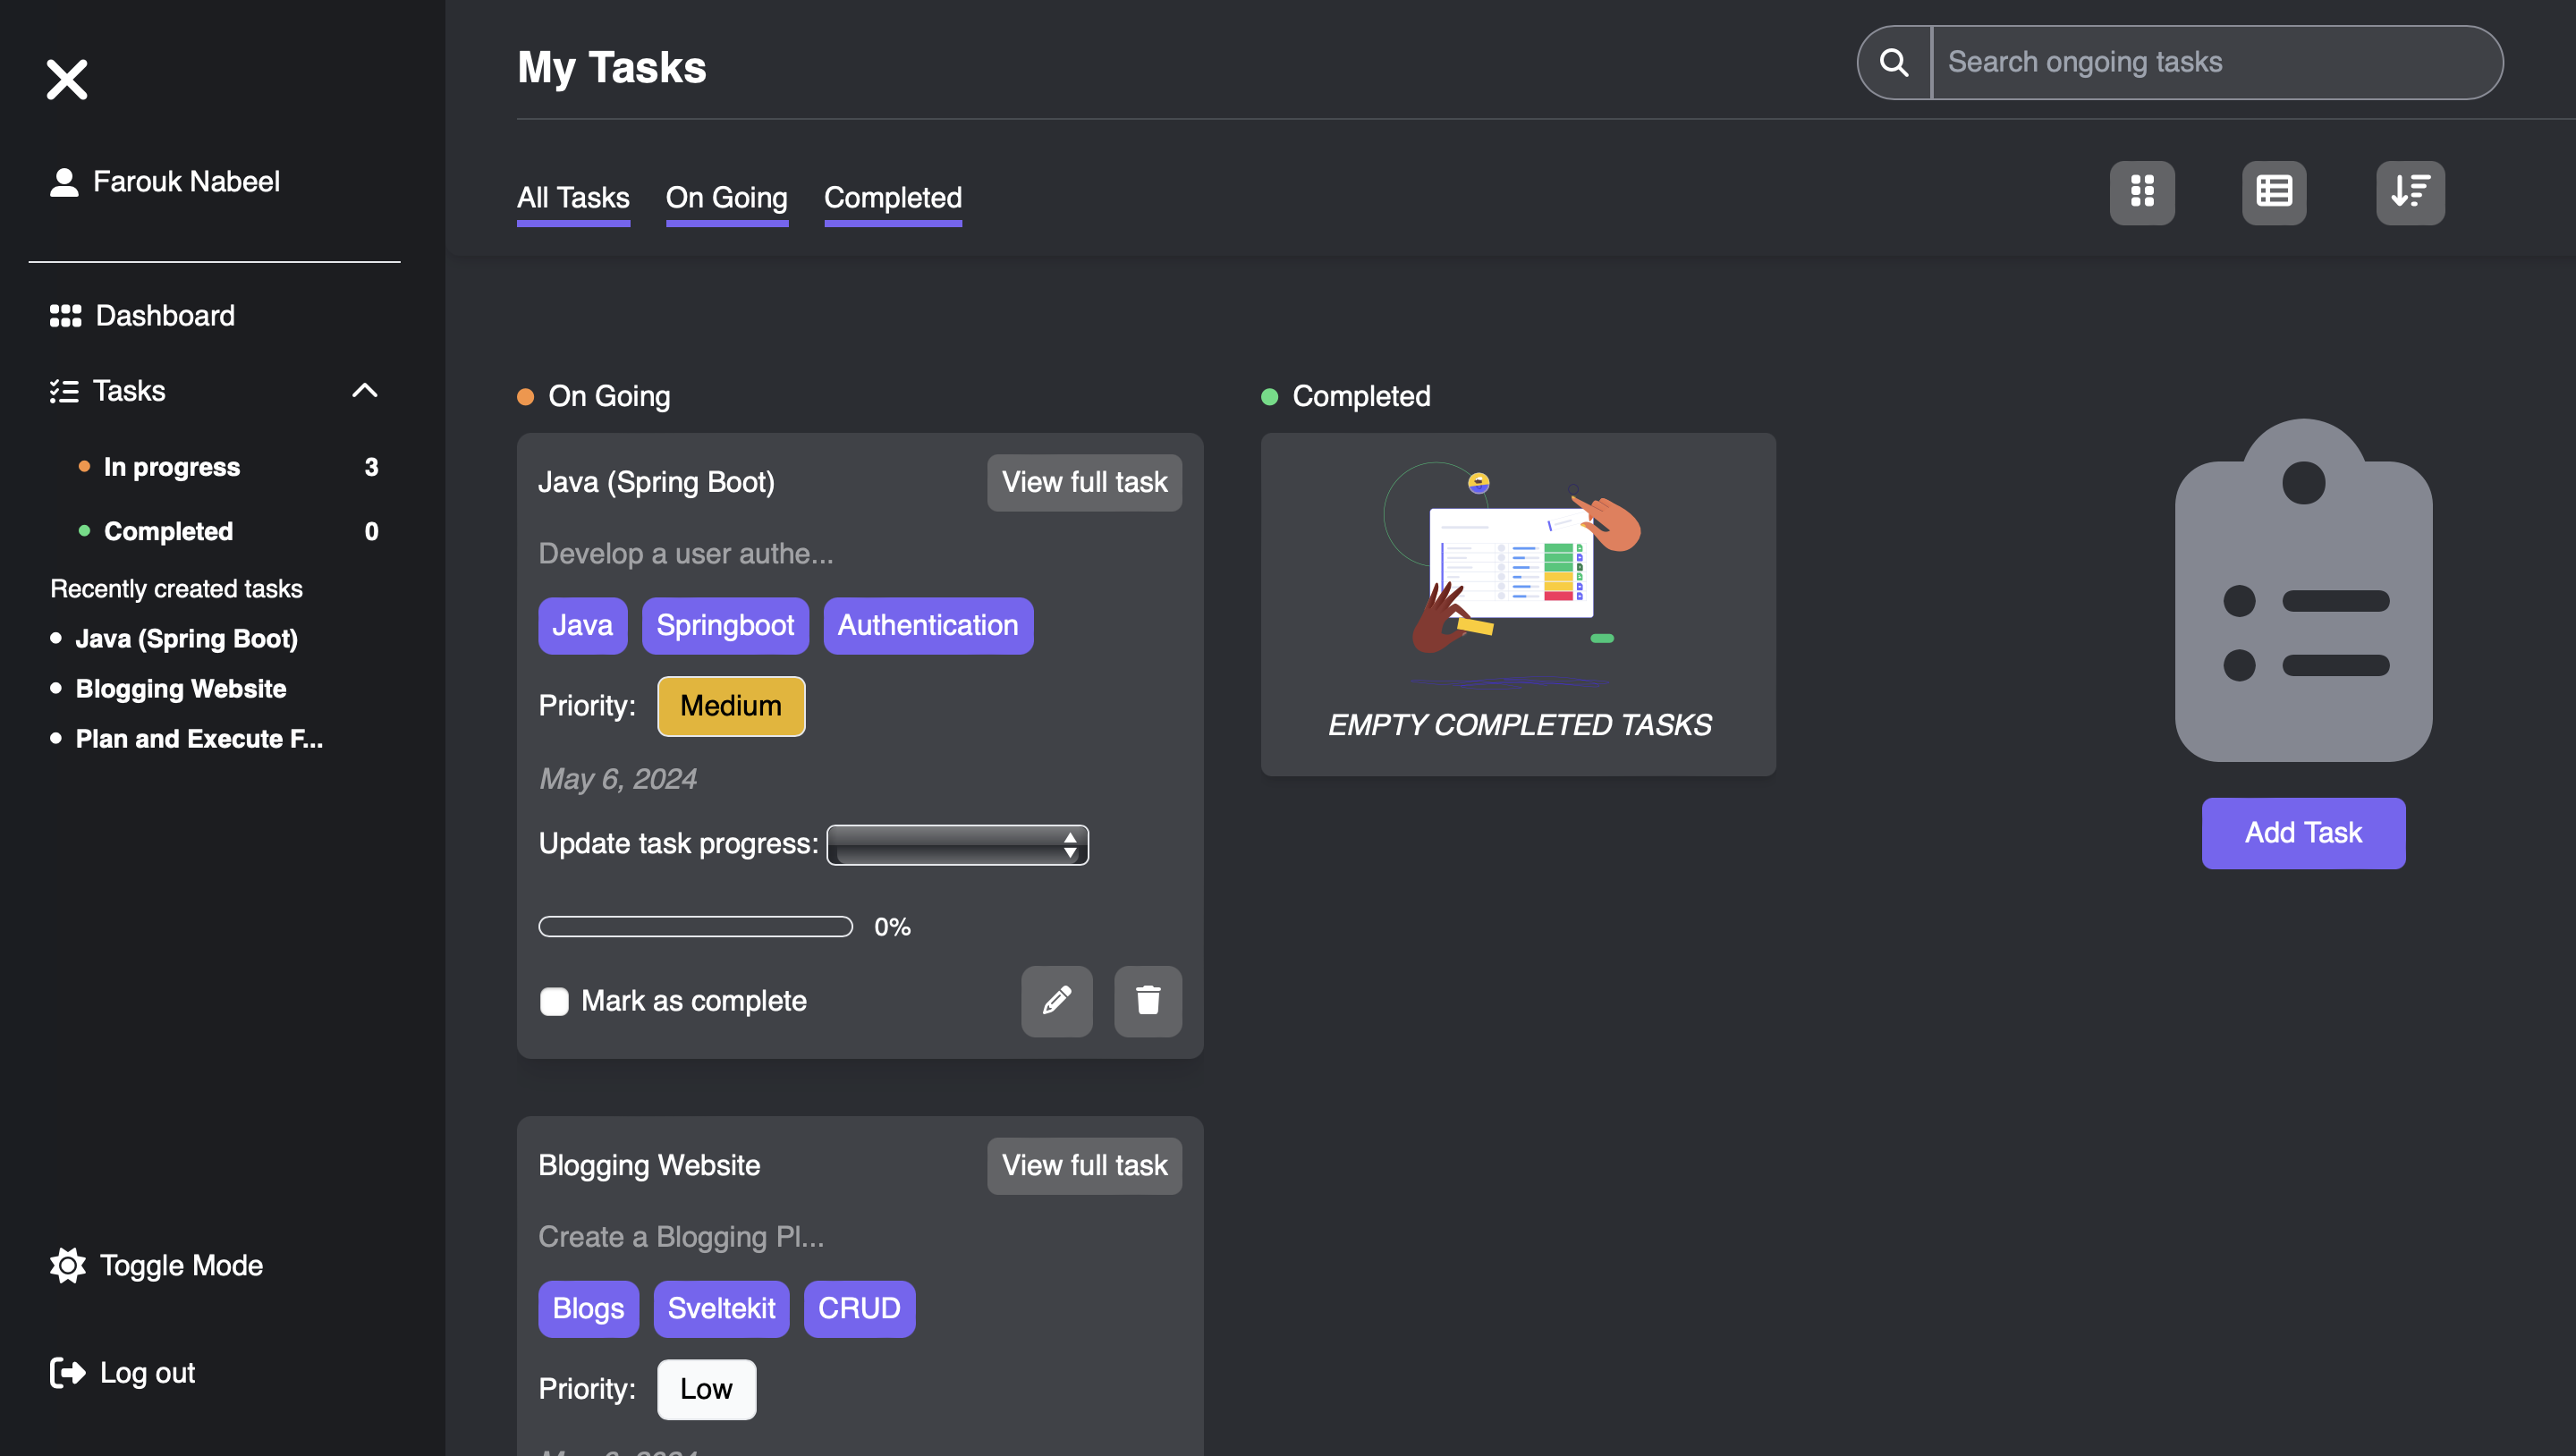 Farouk Nabeel
Dashboard
Tasks
In progress 3
Completed 0
Recently created tasks
Java (Spring Boot)
Blogging Website
Plan and Execute F...
Toggle Mode
Log out
My Tasks
Search ongoing tasks
All Tasks On Going Completed
On Going
Java (Spring Boot) View full task
Develop a user authe...
Java Springboot Authentication
Priority: Medium
May 6, 2024
Update task progress:
0%
Mark as complete
Blogging Website View full task
Create a Blogging Pl...
Blogs Sveltekit CRUD
Priority: Low
Completed
EMPTY COMPLETED TASKS
Add Task